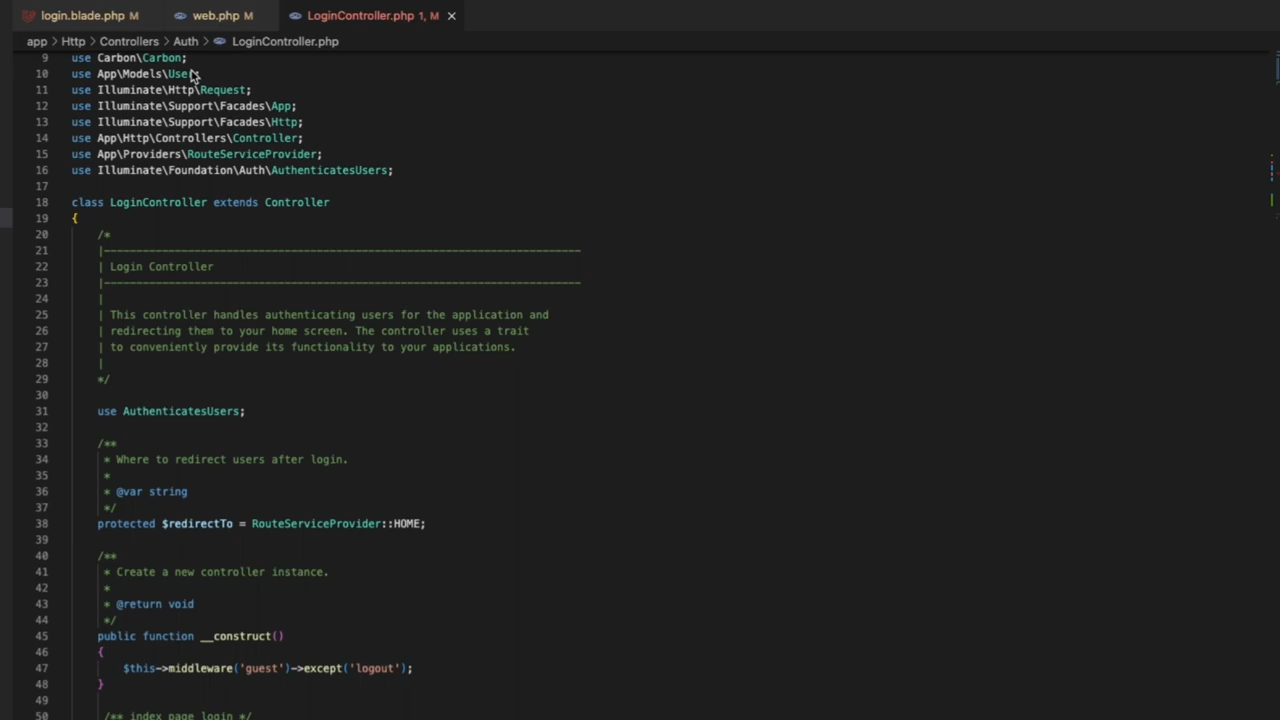 login.blade.php M web.php M LoginController.php 1, M
app > Http > Controllers > Auth > LoginController.php
9 use Carbon\Carbon;
10 use App\Models\User;
11 use Illuminate\Http\Request;
12 use Illuminate\Support\Facades\App;
13 use Illuminate\Support\Facades\Http;
14 use App\Http\Controllers\Controller;
15 use App\Providers\RouteServiceProvider;
16 use Illuminate\Foundation\Auth\AuthenticatesUsers;
17
18 class LoginController extends Controller
19 {
20 /*
21 |--------------------------------------------------------------------------
22 | Login Controller
23 |--------------------------------------------------------------------------
24 |
25 | This controller handles authenticating users for the application and
26 | redirecting them to your home screen. The controller uses a trait
27 | to conveniently provide its functionality to your applications.
28 |
29 */
30
31 use AuthenticatesUsers;
32
33 /**
34 * Where to redirect users after login.
35 *
36 * @var string
37 */
38 protected $redirectTo = RouteServiceProvider::HOME;
39
40 /**
41 * Create a new controller instance.
42 *
43 * @return void
44 */
45 public function __construct()
46 {
47 $this->middleware('guest')->except('logout');
48 }
49
50 /** index page login */